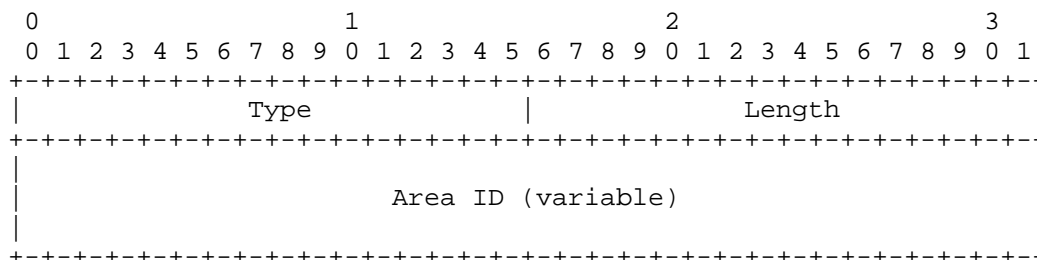 0                   1                   2                   3
 0 1 2 3 4 5 6 7 8 9 0 1 2 3 4 5 6 7 8 9 0 1 2 3 4 5 6 7 8 9 0 1
+-+-+-+-+-+-+-+-+-+-+-+-+-+-+-+-+-+-+-+-+-+-+-+-+-+-+-+-+-+-+-+-
|             Type              |             Length
+-+-+-+-+-+-+-+-+-+-+-+-+-+-+-+-+-+-+-+-+-+-+-+-+-+-+-+-+-+-+-+-
|
|                      Area ID (variable)
|
+-+-+-+-+-+-+-+-+-+-+-+-+-+-+-+-+-+-+-+-+-+-+-+-+-+-+-+-+-+-+-+-